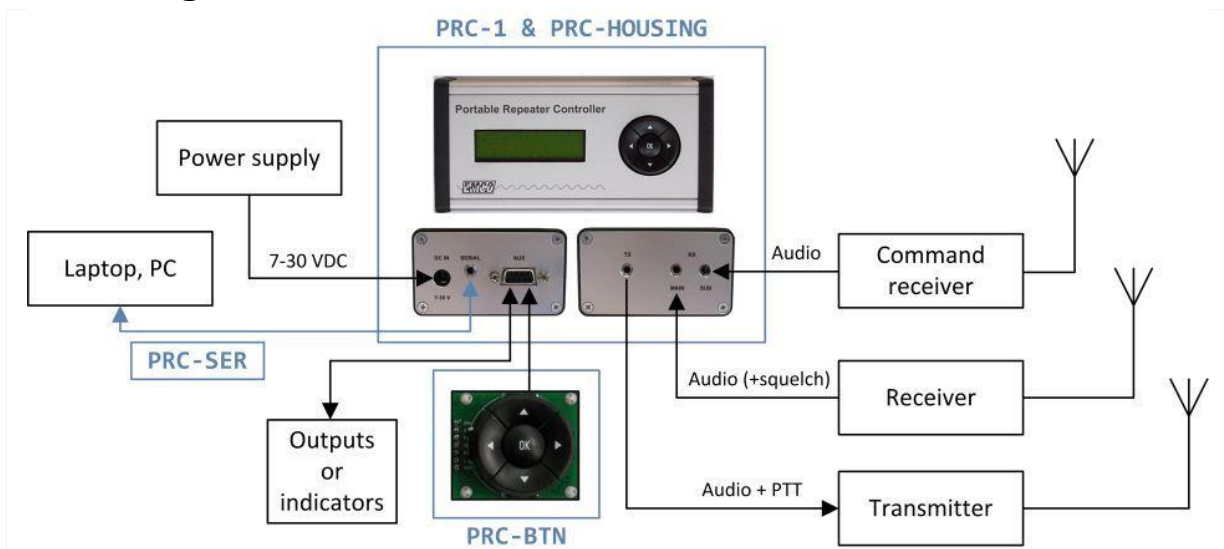 PRC-1 & PRC-HOUSING
Portable Repeater Controller
OK
EMCO
Power supply
Laptop, PC
7-30 VDC
DC IN
SERIAL
AUX
7-30 V
TX
RX
MAIN
SUB
Audio
Command
receiver
PRC-SER
Audio (+squelch)
Receiver
Outputs
or
indicators
OK
PRC-BTN
Audio + PTT
Transmitter